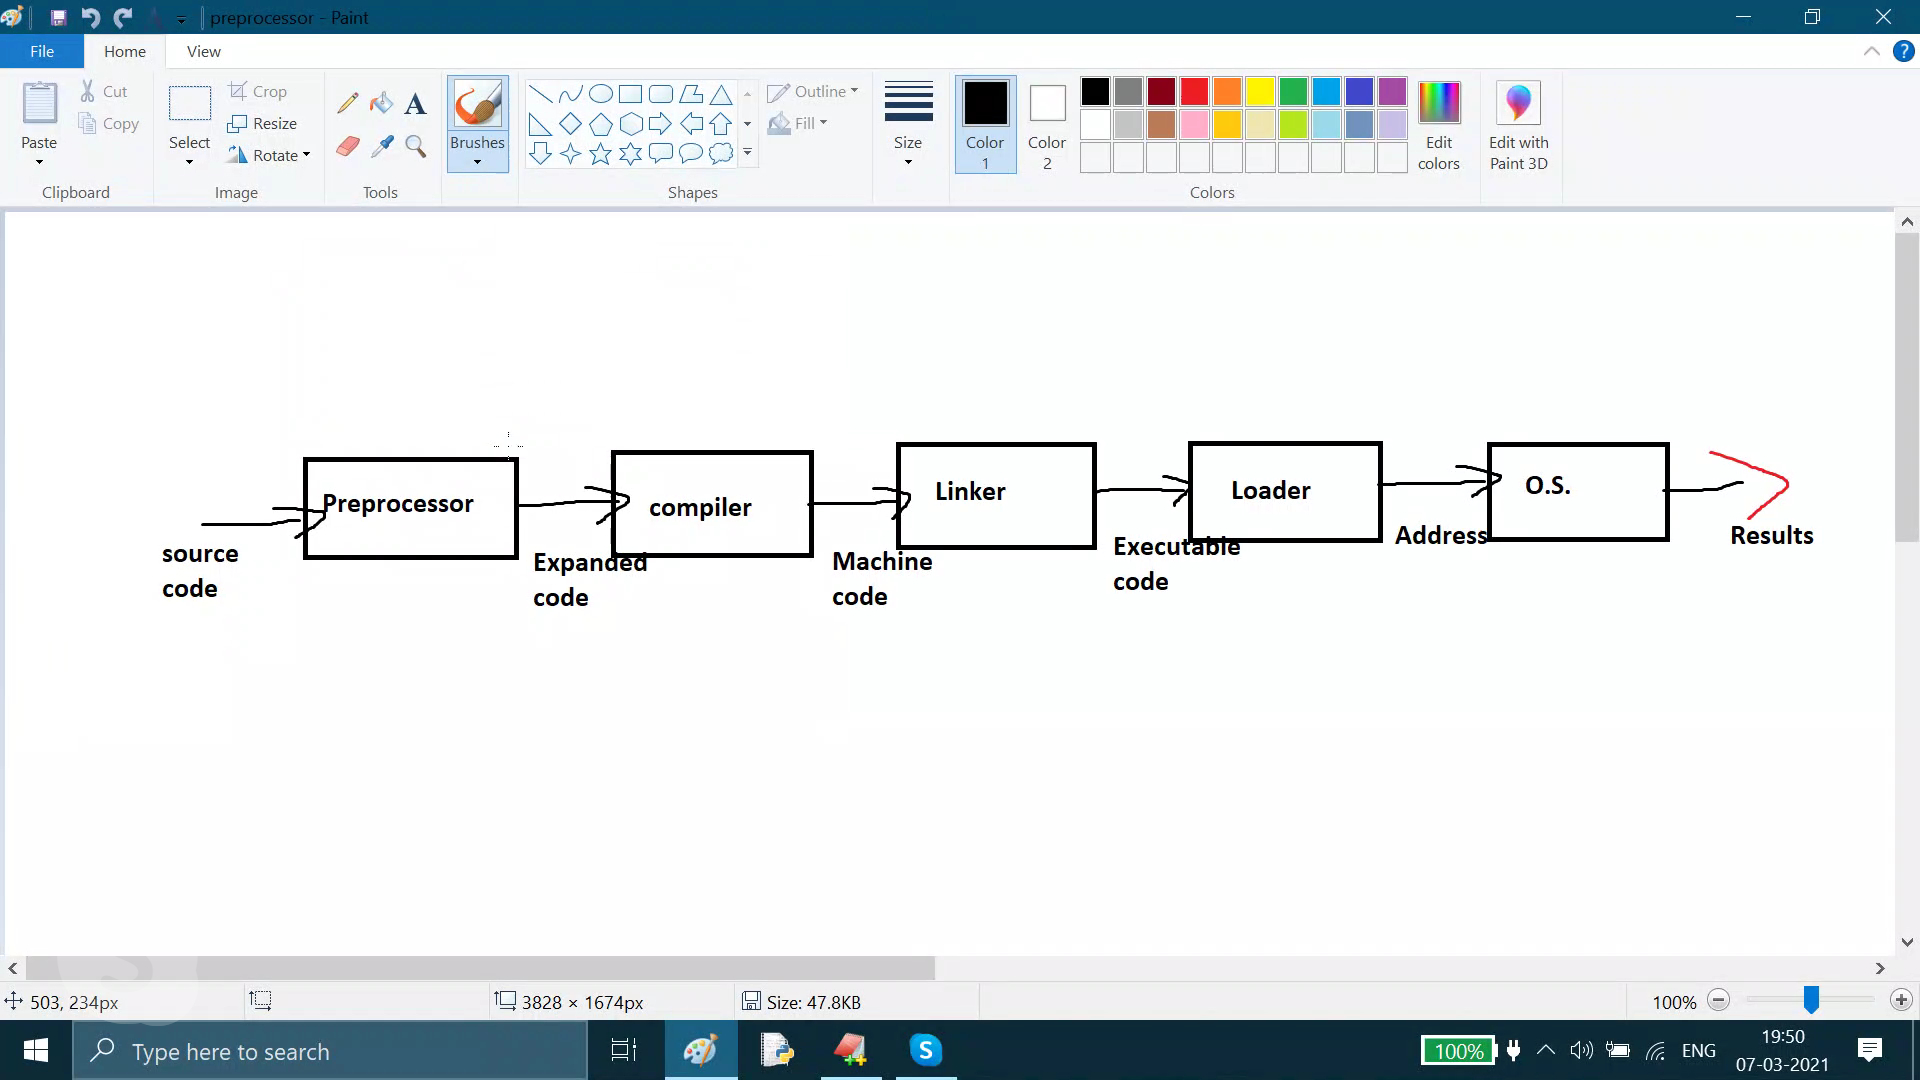 preprocessor - Paint
File
Home
View
Paste
Cut
Copy
Clipboard
Select
Crop
Resize
Rotate
Image
A
Tools
Brushes
Outline
Fill
Shapes
Size
Color 1
Color 2
Edit colors
Colors
Edit with Paint 3D
Preprocessor
compiler
Linker
Loader
O.S.
source
code
Expanded
code
Machine
code
Executable
code
Address
Results
503, 234px
3828 × 1674px
Size: 47.8KB
100%
Type here to search
S
100%
ENG
19:50
07-03-2021